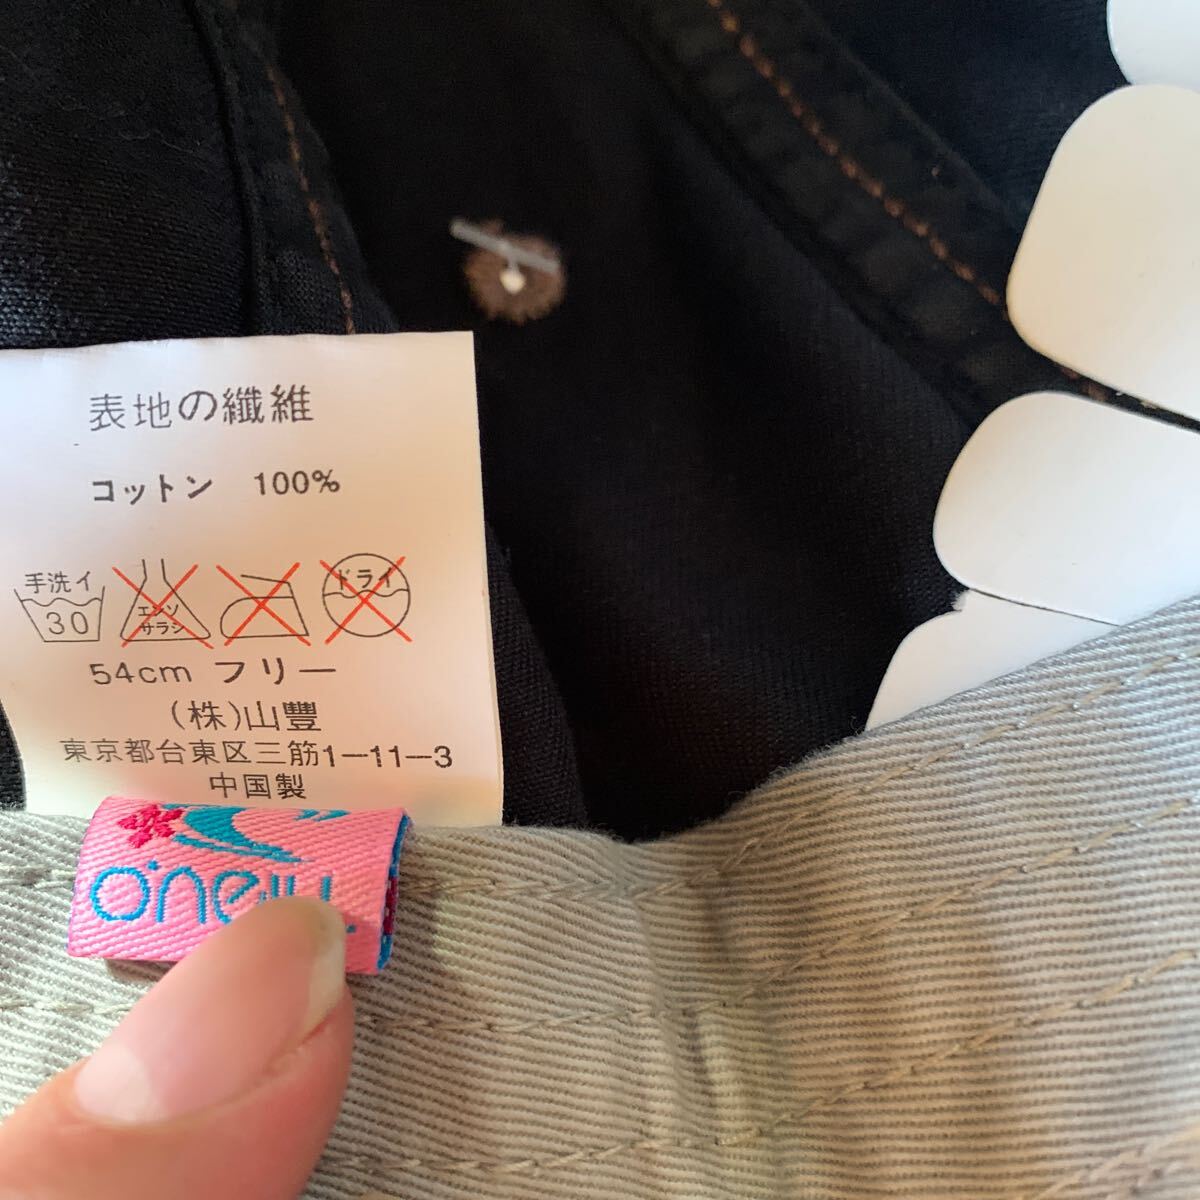 表地の繊維
コットン 100%
手洗イ
30
エンソ
サラシ
ドライ
54cm フリー
(株)山豐
東京都台東区三筋1-11-3
中国製
O'NEILL